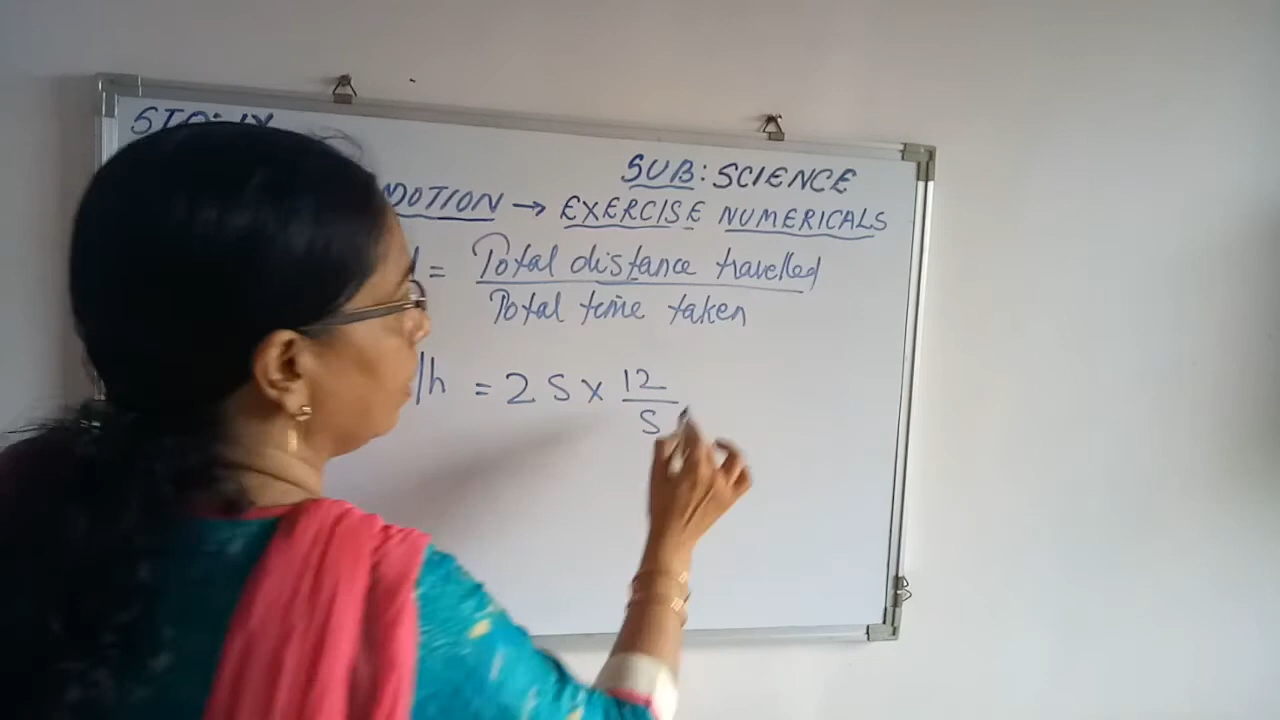 STD: IX
SUB: SCIENCE
MOTION → EXERCISE NUMERICALS
= Total distance travelled
Total time taken
/h = 25 × 12
5